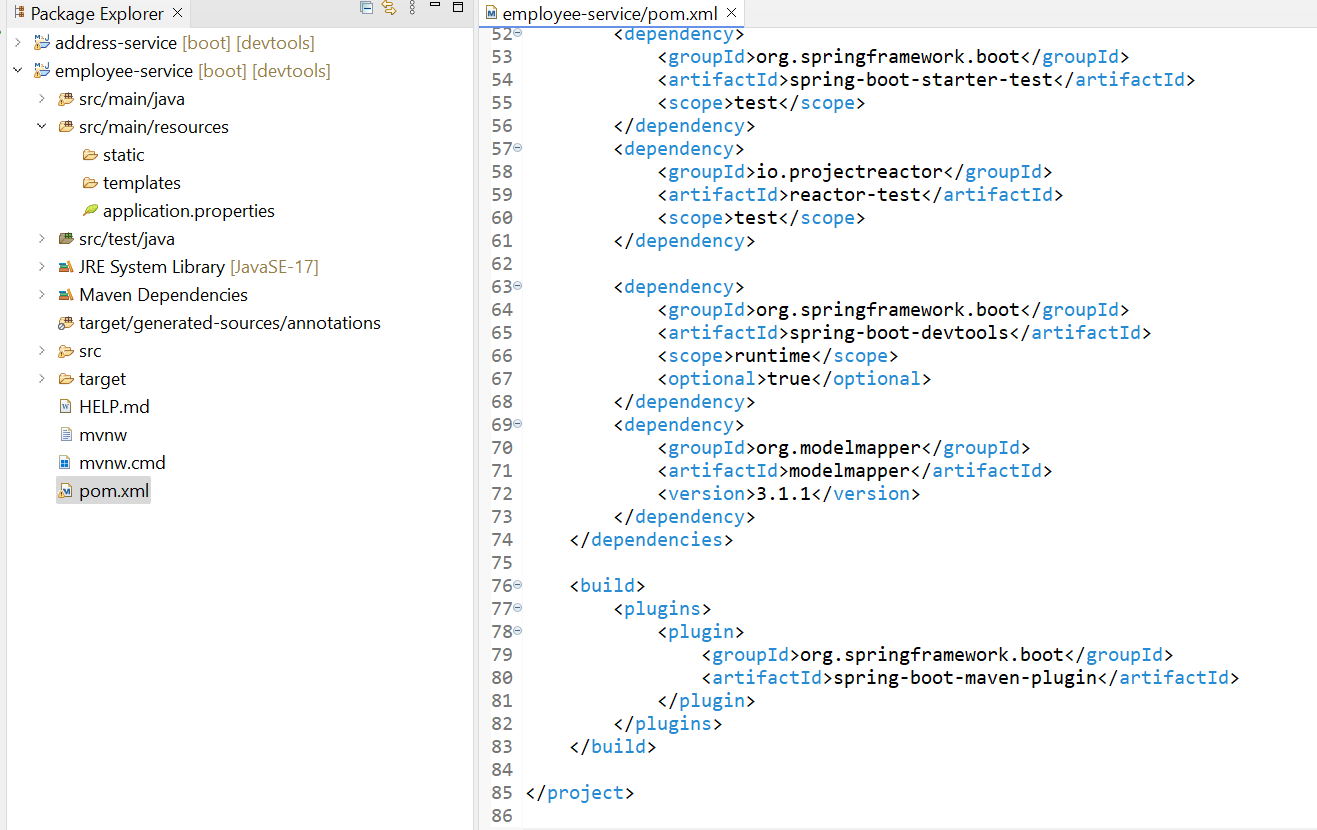 Package Explorer
address-service [boot] [devtools]
employee-service [boot] [devtools]
src/main/java
src/main/resources
static
templates
application.properties
src/test/java
JRE System Library [JavaSE-17]
Maven Dependencies
target/generated-sources/annotations
src
target
HELP.md
mvnw
mvnw.cmd
pom.xml
employee-service/pom.xml
52 <dependency>
53 <groupId>org.springframework.boot</groupId>
54 <artifactId>spring-boot-starter-test</artifactId>
55 <scope>test</scope>
56 </dependency>
57 <dependency>
58 <groupId>io.projectreactor</groupId>
59 <artifactId>reactor-test</artifactId>
60 <scope>test</scope>
61 </dependency>
62
63 <dependency>
64 <groupId>org.springframework.boot</groupId>
65 <artifactId>spring-boot-devtools</artifactId>
66 <scope>runtime</scope>
67 <optional>true</optional>
68 </dependency>
69 <dependency>
70 <groupId>org.modelmapper</groupId>
71 <artifactId>modelmapper</artifactId>
72 <version>3.1.1</version>
73 </dependency>
74 </dependencies>
75
76 <build>
77 <plugins>
78 <plugin>
79 <groupId>org.springframework.boot</groupId>
80 <artifactId>spring-boot-maven-plugin</artifactId>
81 </plugin>
82 </plugins>
83 </build>
84
85 </project>
86